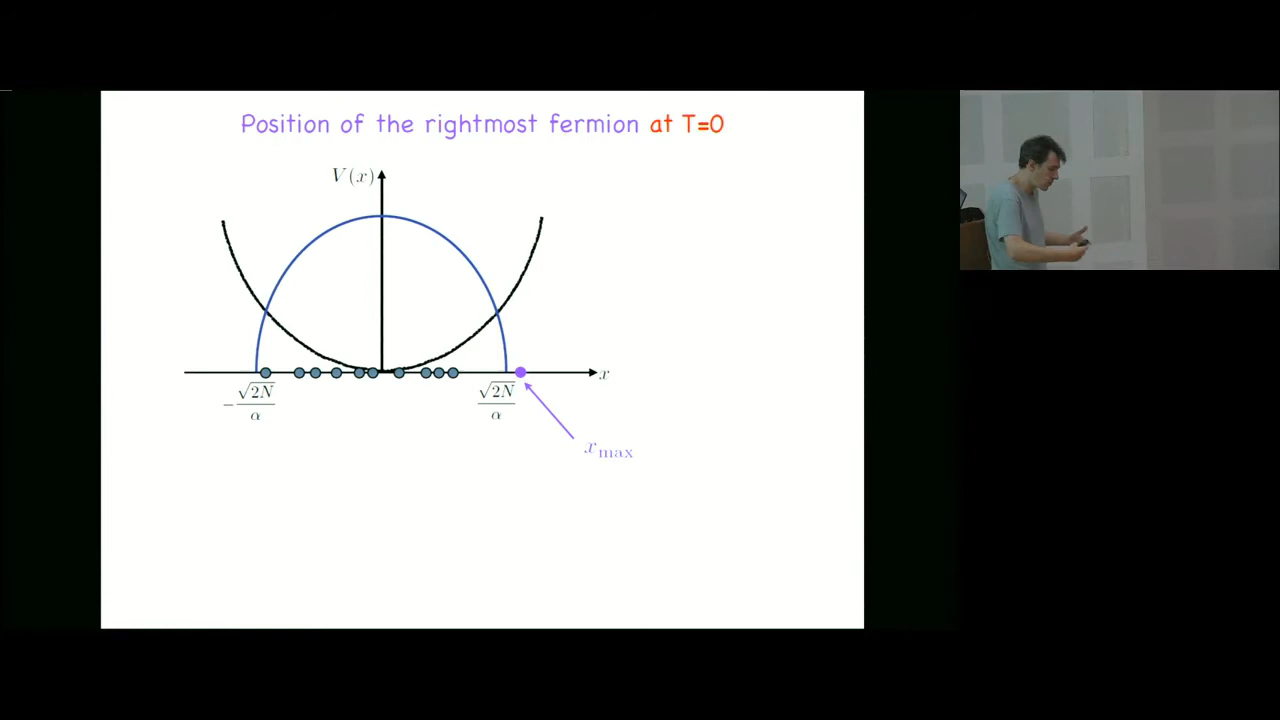 Position of the rightmost fermion at T=0
V(x)
x
-√2N/α
√2N/α
x_max